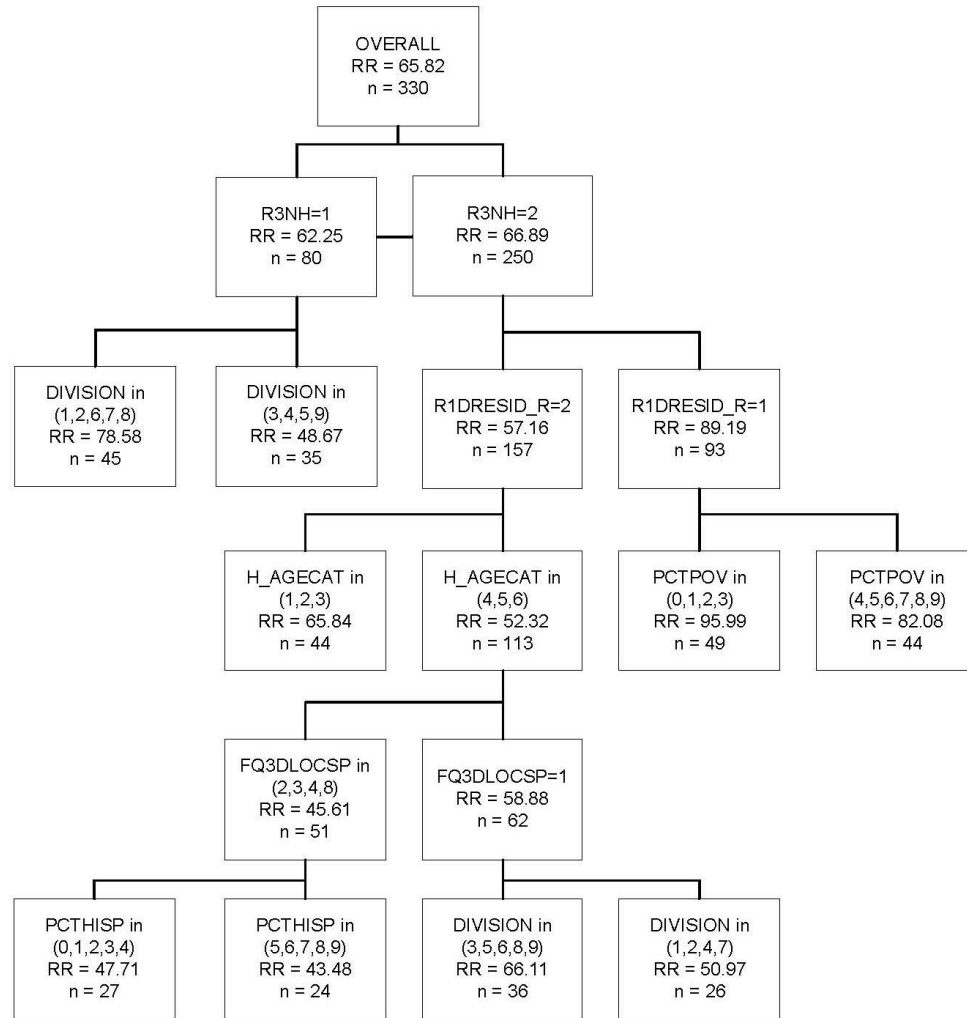 OVERALL
RR = 65.82
n = 330
R3NH=1
RR = 62.25
n = 80
R3NH=2
RR = 66.89
n = 250
DIVISION in
(1,2,6,7,8)
RR = 78.58
n = 45
DIVISION in
(3,4,5,9)
RR = 48.67
n = 35
R1DRESID_R=2
RR = 57.16
n = 157
R1DRESID_R=1
RR = 89.19
n = 93
H_AGECAT in
(1,2,3)
RR = 65.84
n = 44
H_AGECAT in
(4,5,6)
RR = 52.32
n = 113
PCTPOV in
(0,1,2,3)
RR = 95.99
n = 49
PCTPOV in
(4,5,6,7,8,9)
RR = 82.08
n = 44
FQ3DLOCSP in
(2,3,4,8)
RR = 45.61
n = 51
FQ3DLOCSP=1
RR = 58.88
n = 62
PCTHISP in
(0,1,2,3,4)
RR = 47.71
n = 27
PCTHISP in
(5,6,7,8,9)
RR = 43.48
n = 24
DIVISION in
(3,5,6,8,9)
RR = 66.11
n = 36
DIVISION in
(1,2,4,7)
RR = 50.97
n = 26